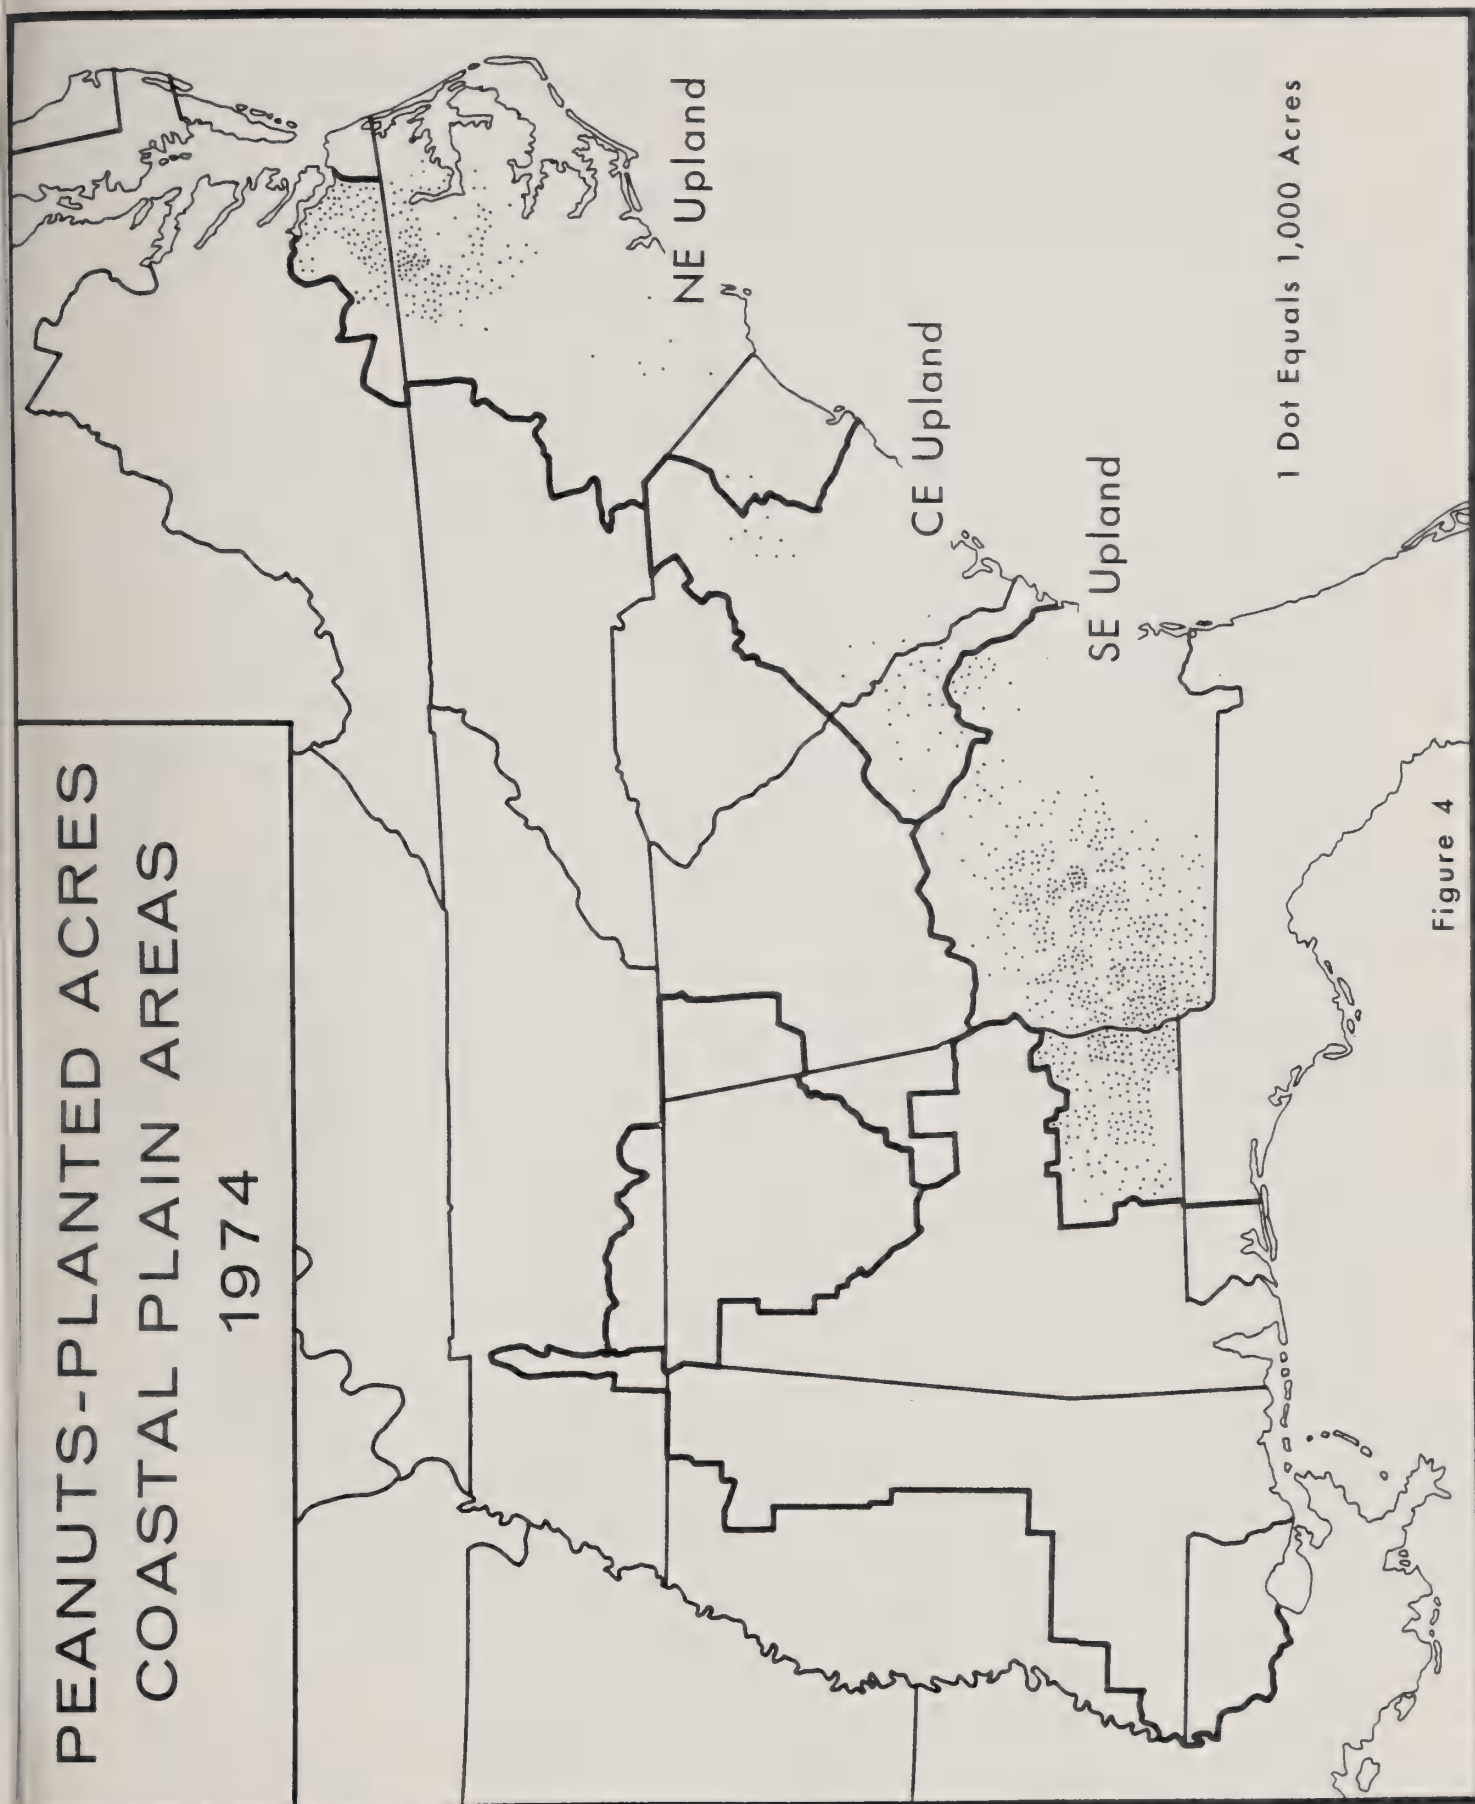 PEANUTS-PLANTED ACRES
COASTAL PLAIN AREAS
1974
NE Upland
CE Upland
SE Upland
1 Dot Equals 1,000 Acres
Figure 4